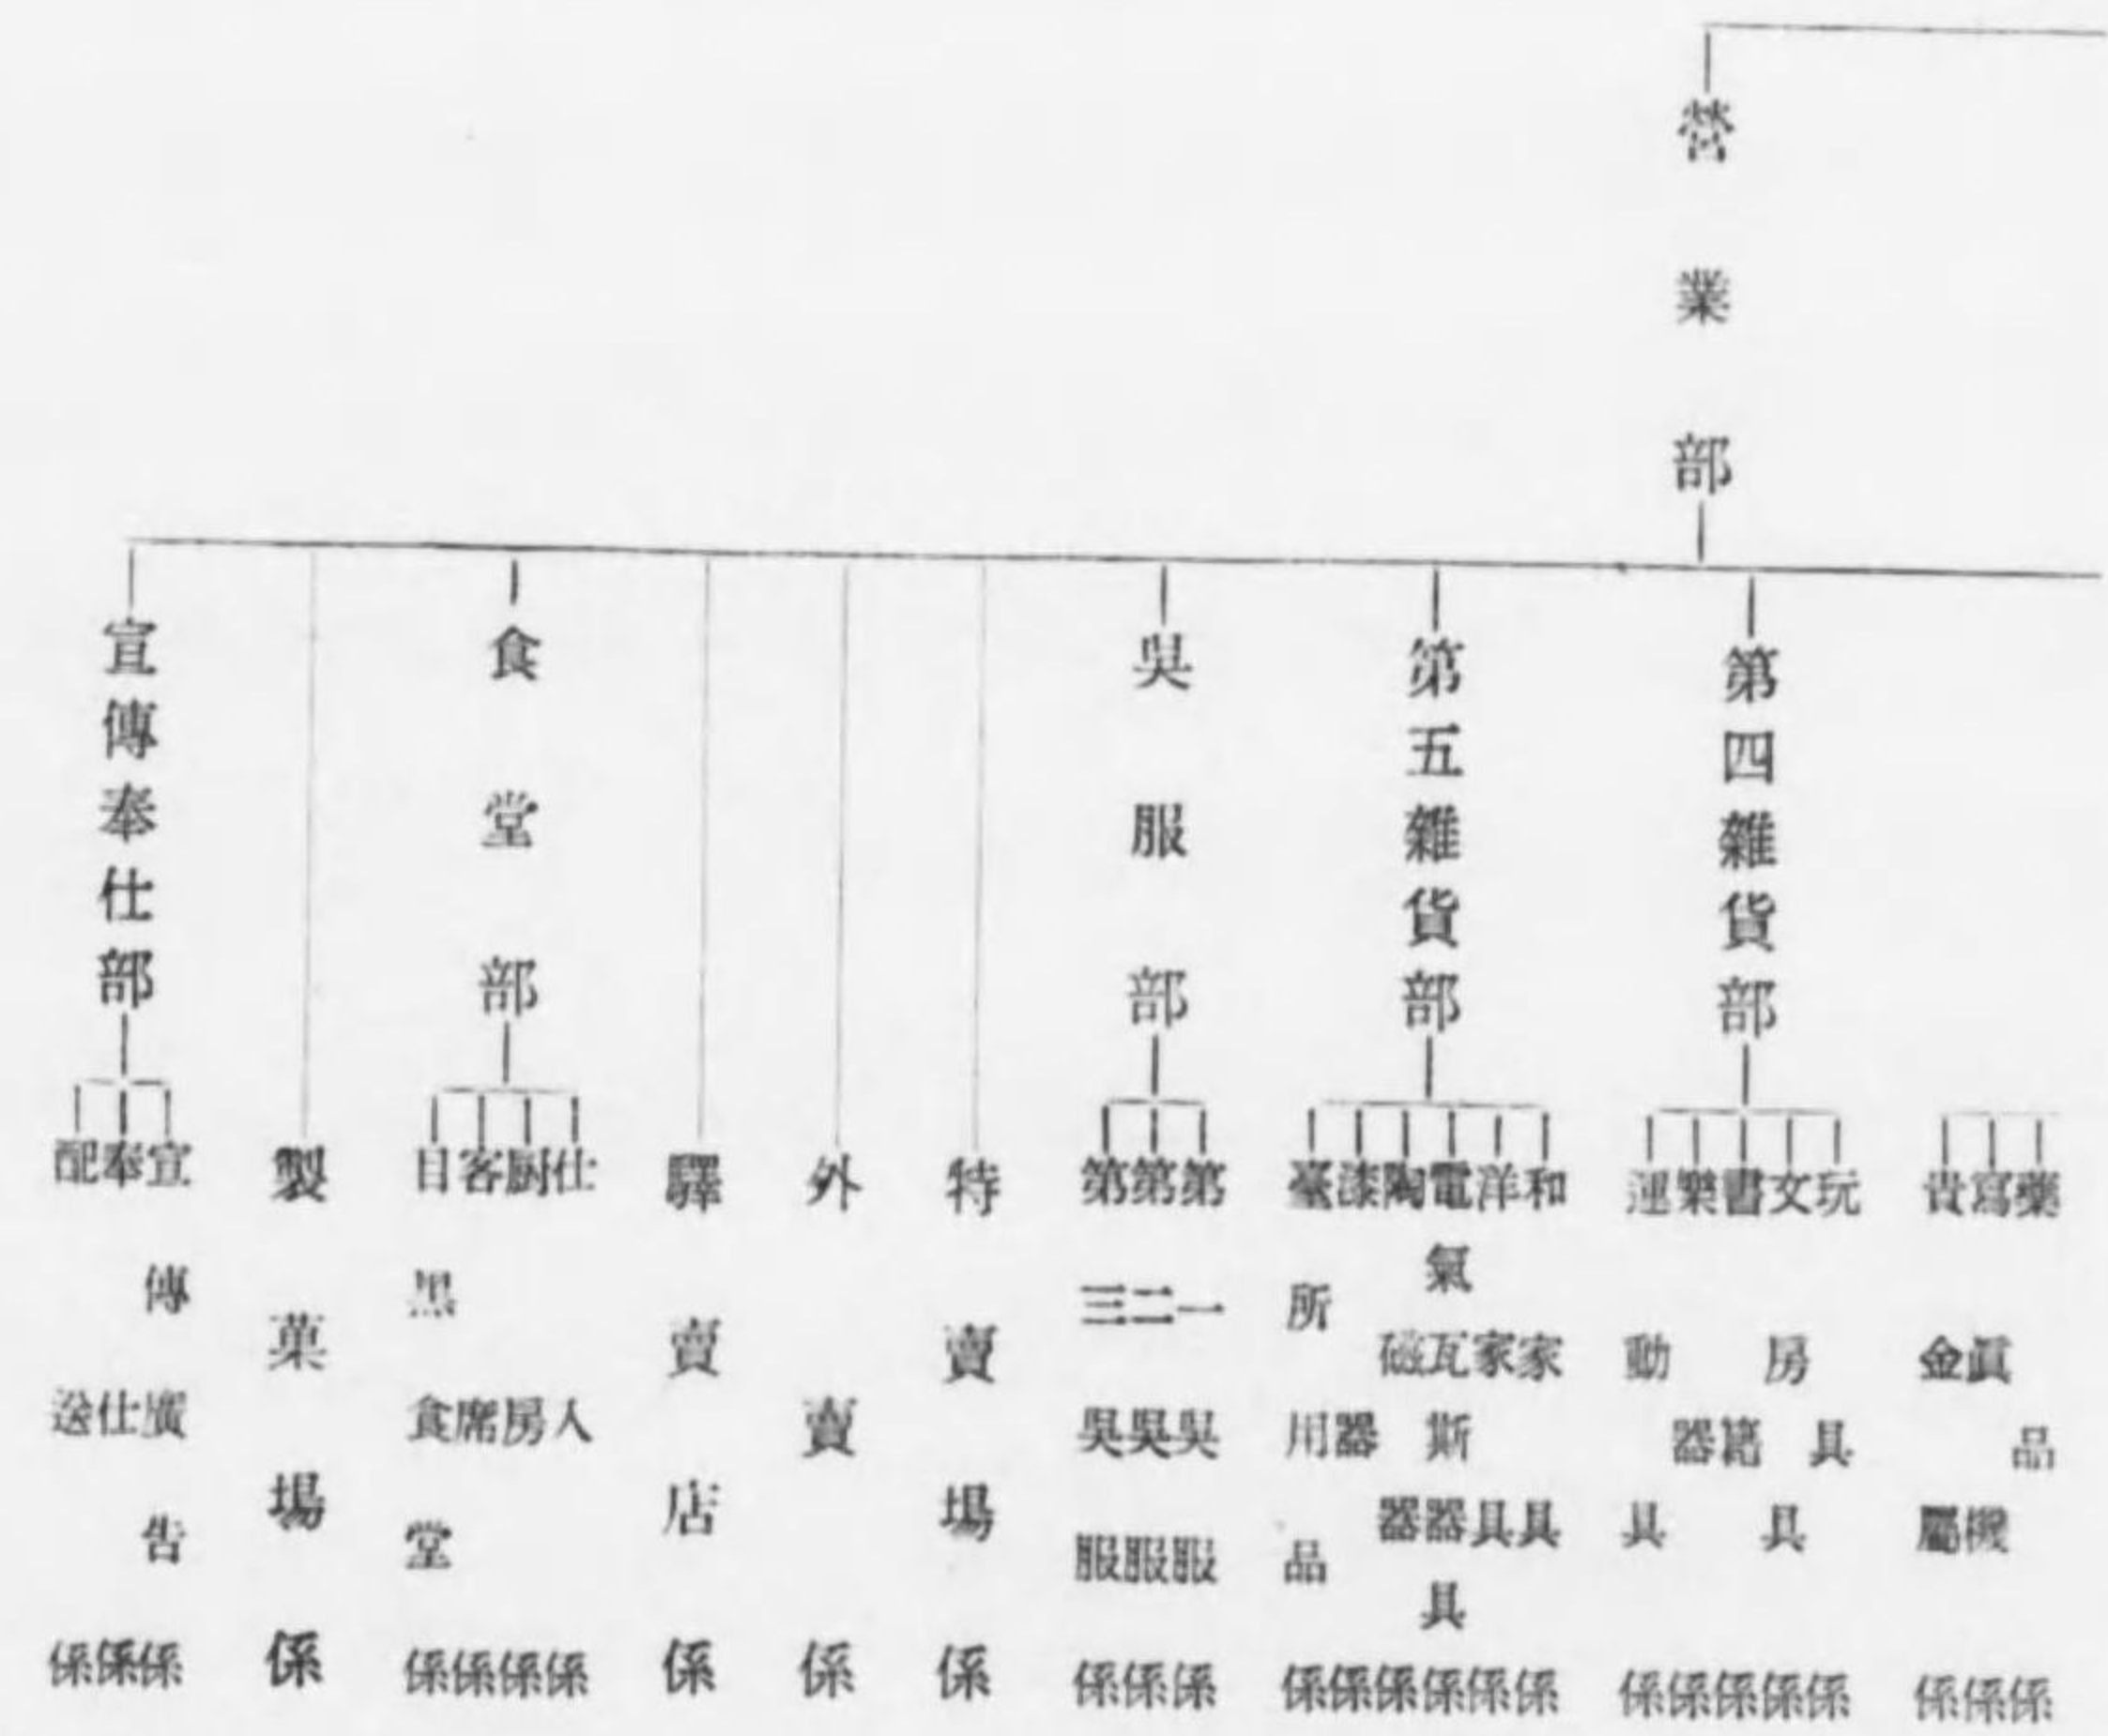 營業部
藥品係
寫眞機係
貴金屬係
第四雜貨部
玩具係
文房具係
書籍係
樂器係
運動具係
第五雜貨部
和家具係
洋家具係
電氣瓦斯器具係
陶磁器係
漆器係
臺所用品係
吳服部
第一吳服係
第二吳服係
第三吳服係
特賣場係
外賣係
驛賣店係
食堂部
仕入係
厨房係
客席係
目黑食堂係
製菓場係
宣傳奉仕部
宣傳廣告係
奉仕係
配送係